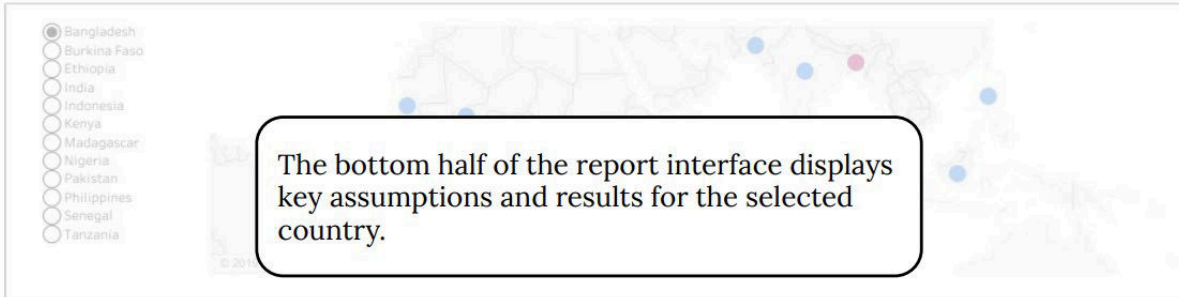 Bangladesh
Burkina Faso
Ethiopia
India
Indonesia
Kenya
Madagascar
Nigeria
Pakistan
Philippines
Senegal
Tanzania
The bottom half of the report interface displays
key assumptions and results for the selected
country.